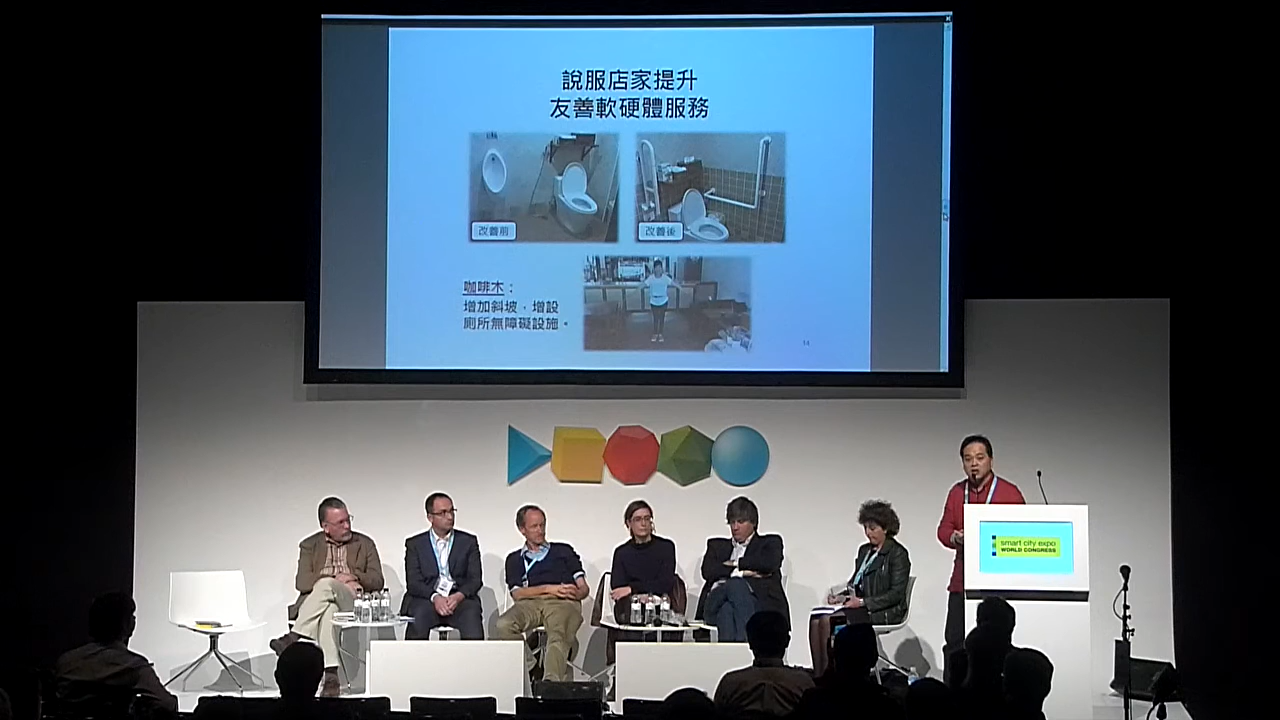 說服店家提升
友善軟硬體服務
改善前
改善後
咖啡木：
增加斜坡，增設
廁所無障礙設施。
14
smart city expo
WORLD CONGRESS